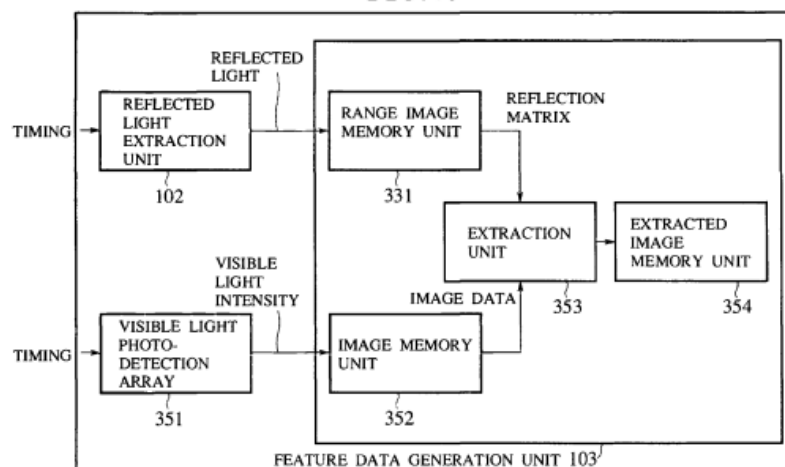 REFLECTED
LIGHT
TIMING
REFLECTED
LIGHT
EXTRACTION
UNIT
102
RANGE IMAGE
MEMORY UNIT
331
REFLECTION
MATRIX
EXTRACTION
UNIT
353
EXTRACTED
IMAGE
MEMORY UNIT
354
VISIBLE
LIGHT
INTENSITY
IMAGE DATA
TIMING
VISIBLE LIGHT
PHOTO-
DETECTION
ARRAY
351
IMAGE MEMORY
UNIT
352
FEATURE DATA GENERATION UNIT 103